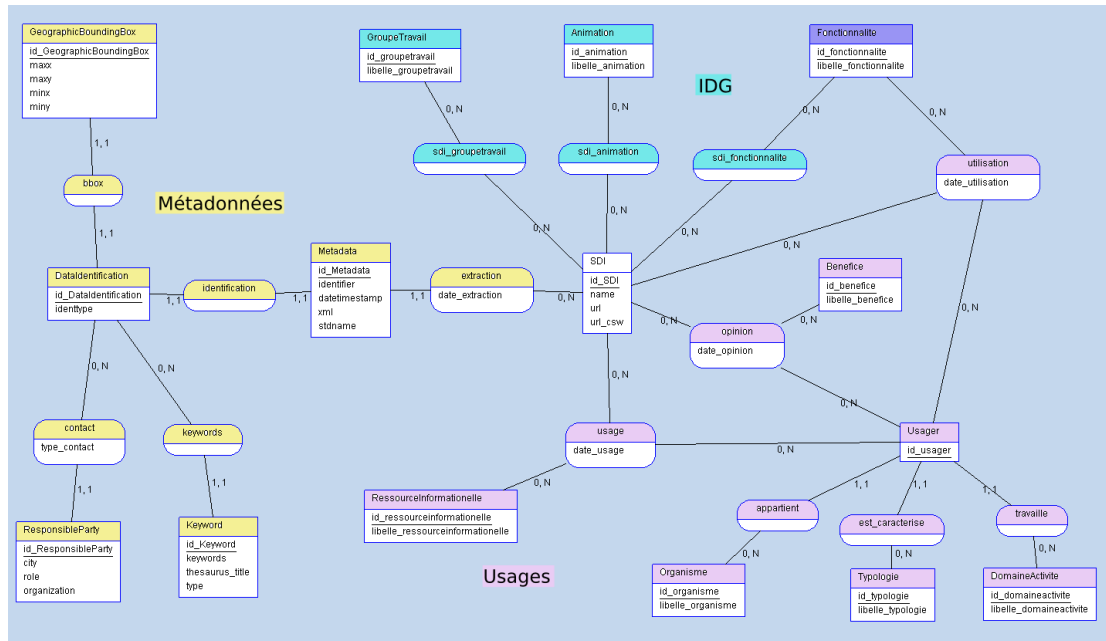 GeographicBoundingBox
id_GeographicBoundingBox
maxx
maxy
minx
miny
GroupeTravail
id_groupetravail
libelle_groupetravail
Animation
id_animation
libelle_animation
Fonctionnalite
id_fonctionnalite
libelle_fonctionnalite
IDG
0, N
0, N
0, N
0, N
1, 1
sdi_groupetravail
sdi_animation
sdi_fonctionnalite
utilisation
date_utilisation
bbox
Métadonnées
1, 1
0, N
0, N
0, N
0, N
DataIdentification
id_DataIdentification
identtype
1, 1
identification
1, 1
Metadata
id_Metadata
identifier
datetimestamp
xml
stdname
1, 1
extraction
date_extraction
0, N
SDI
id_SDI
name
url
url_csw
Benefice
id_benefice
libelle_benefice
0, N
0, N
opinion
date_opinion
0, N
0, N
0, N
0, N
0, N
0, N
contact
type_contact
keywords
usage
date_usage
0, N
Usager
id_usager
1, 1
1, 1
0, N
1, 1
1, 1
1, 1
RessourceInformationelle
id_ressourceinformationelle
libelle_ressourceinformationelle
appartient
est_caracterise
travaille
ResponsibleParty
id_ResponsibleParty
city
role
organization
Keyword
id_Keyword
keywords
thesaurus_title
type
Usages
0, N
0, N
0, N
Organisme
id_organisme
libelle_organisme
Typologie
id_typologie
libelle_typologie
DomaineActivite
id_domaineactivite
libelle_domaineactivite